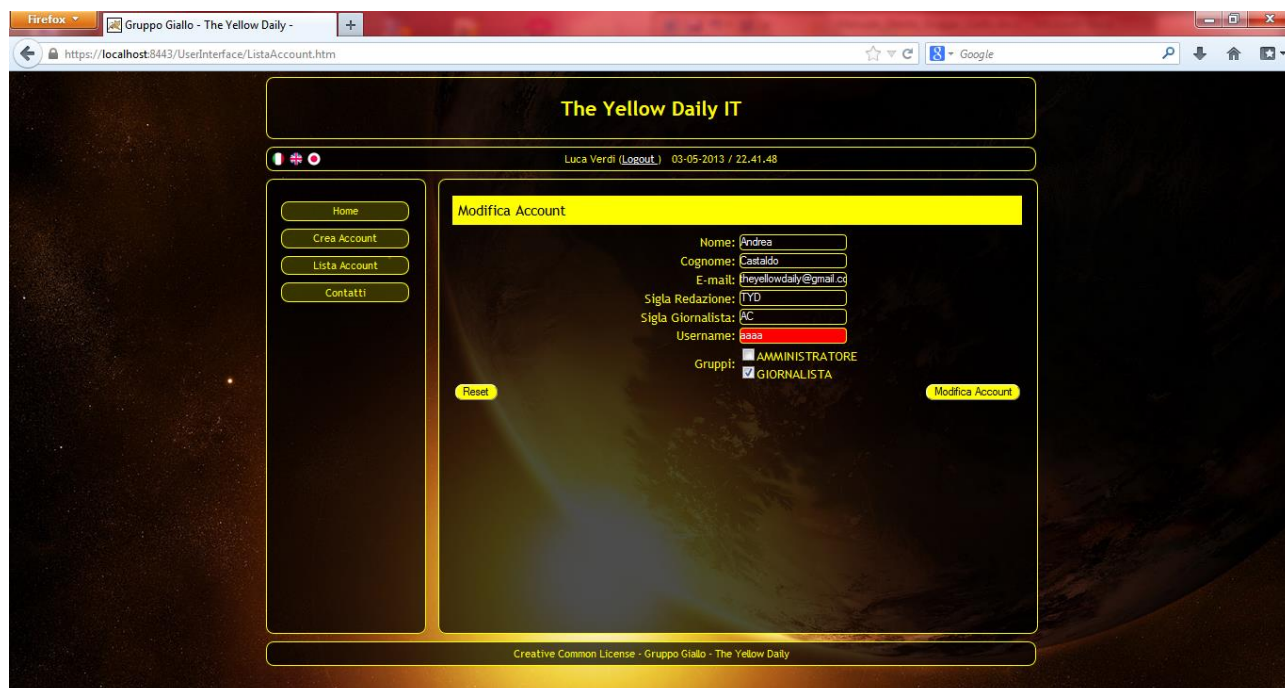 Firefox
Gruppo Giallo - The Yellow Daily -
https://localhost:8443/UserInterface/ListaAccount.htm
Google
The Yellow Daily IT
Luca Verdi (Logout ) 03-05-2013 / 22.41.48
Home
Crea Account
Lista Account
Contatti
Modifica Account
Nome: Andrea
Cognome: Castaldo
E-mail: theyellowdaily@gmail.co
Sigla Redazione: TYD
Sigla Giornalista: AC
Username: aaaa
Gruppi:
AMMINISTRATORE
GIORNALISTA
Reset
Modifica Account
Creative Common License - Gruppo Giallo - The Yellow Daily